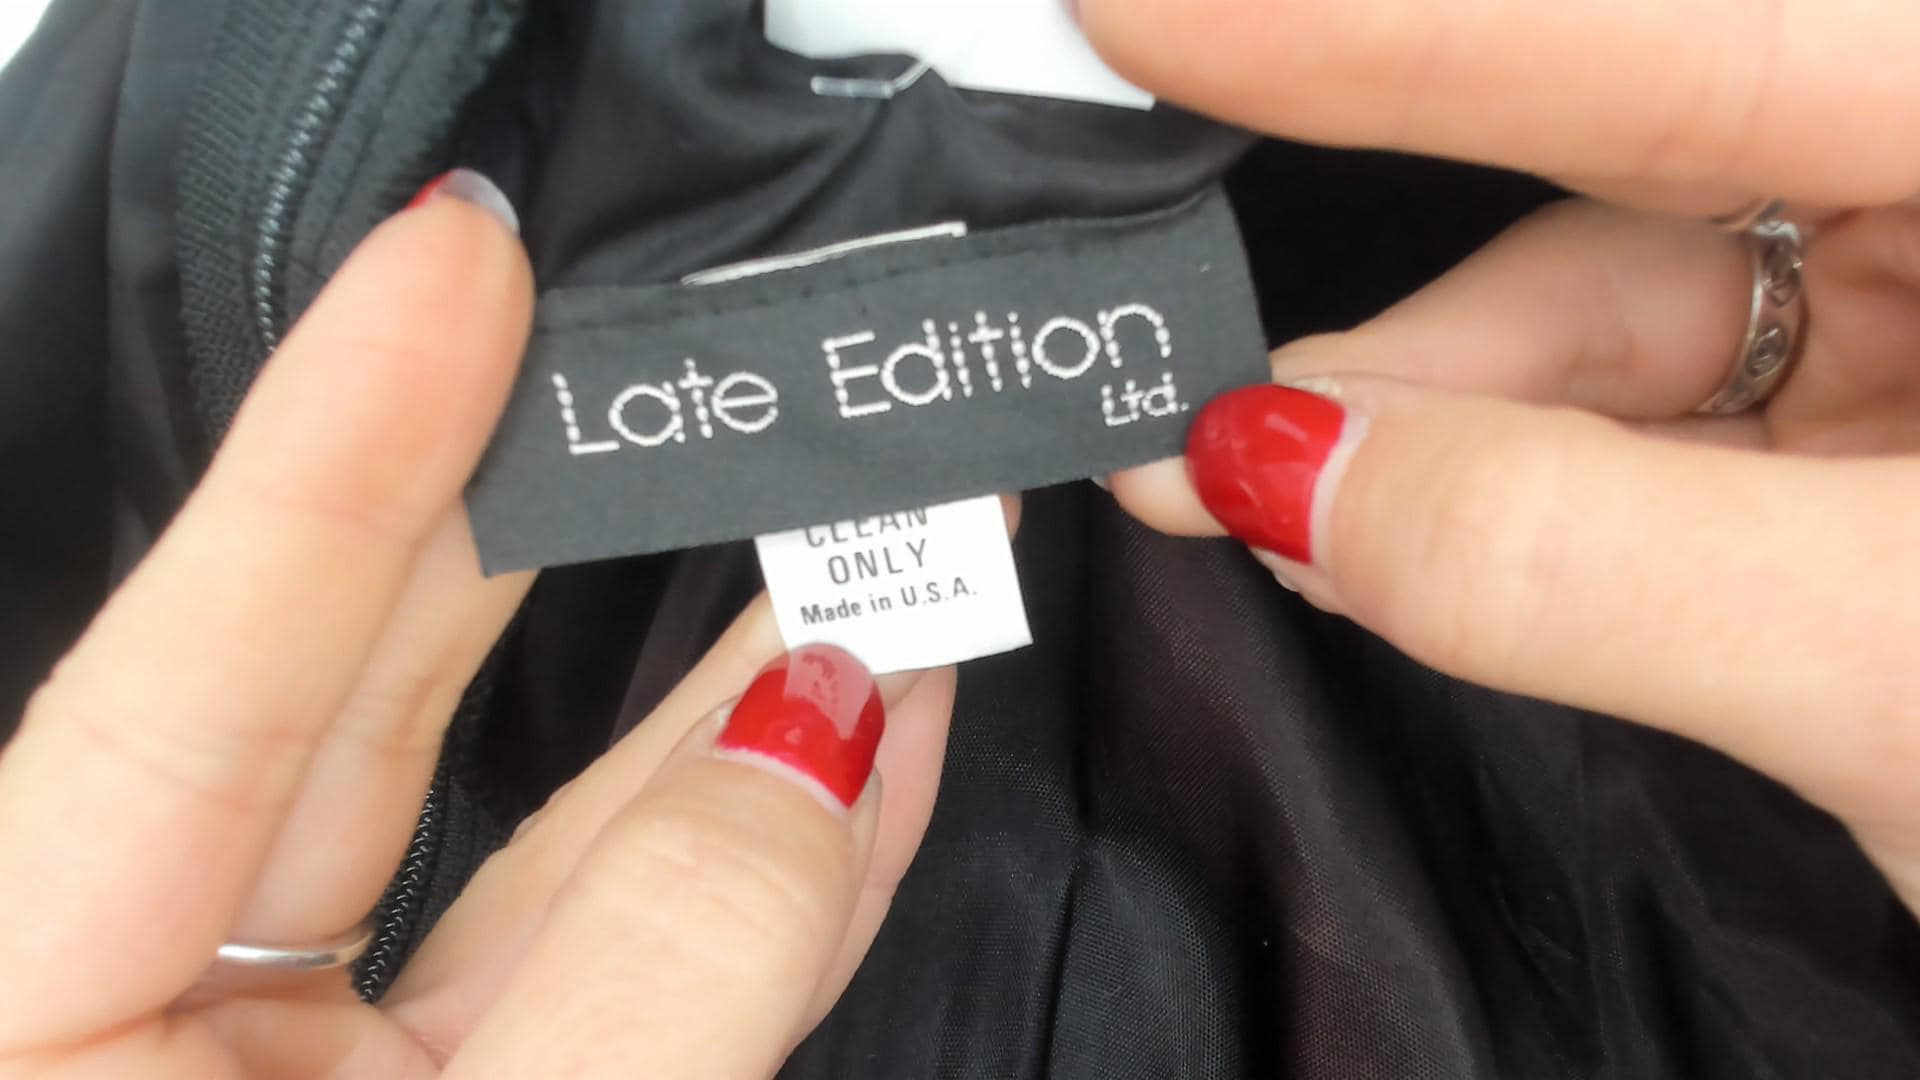 Late Edition
Ltd.
CLEAN
ONLY
Made in U.S.A.